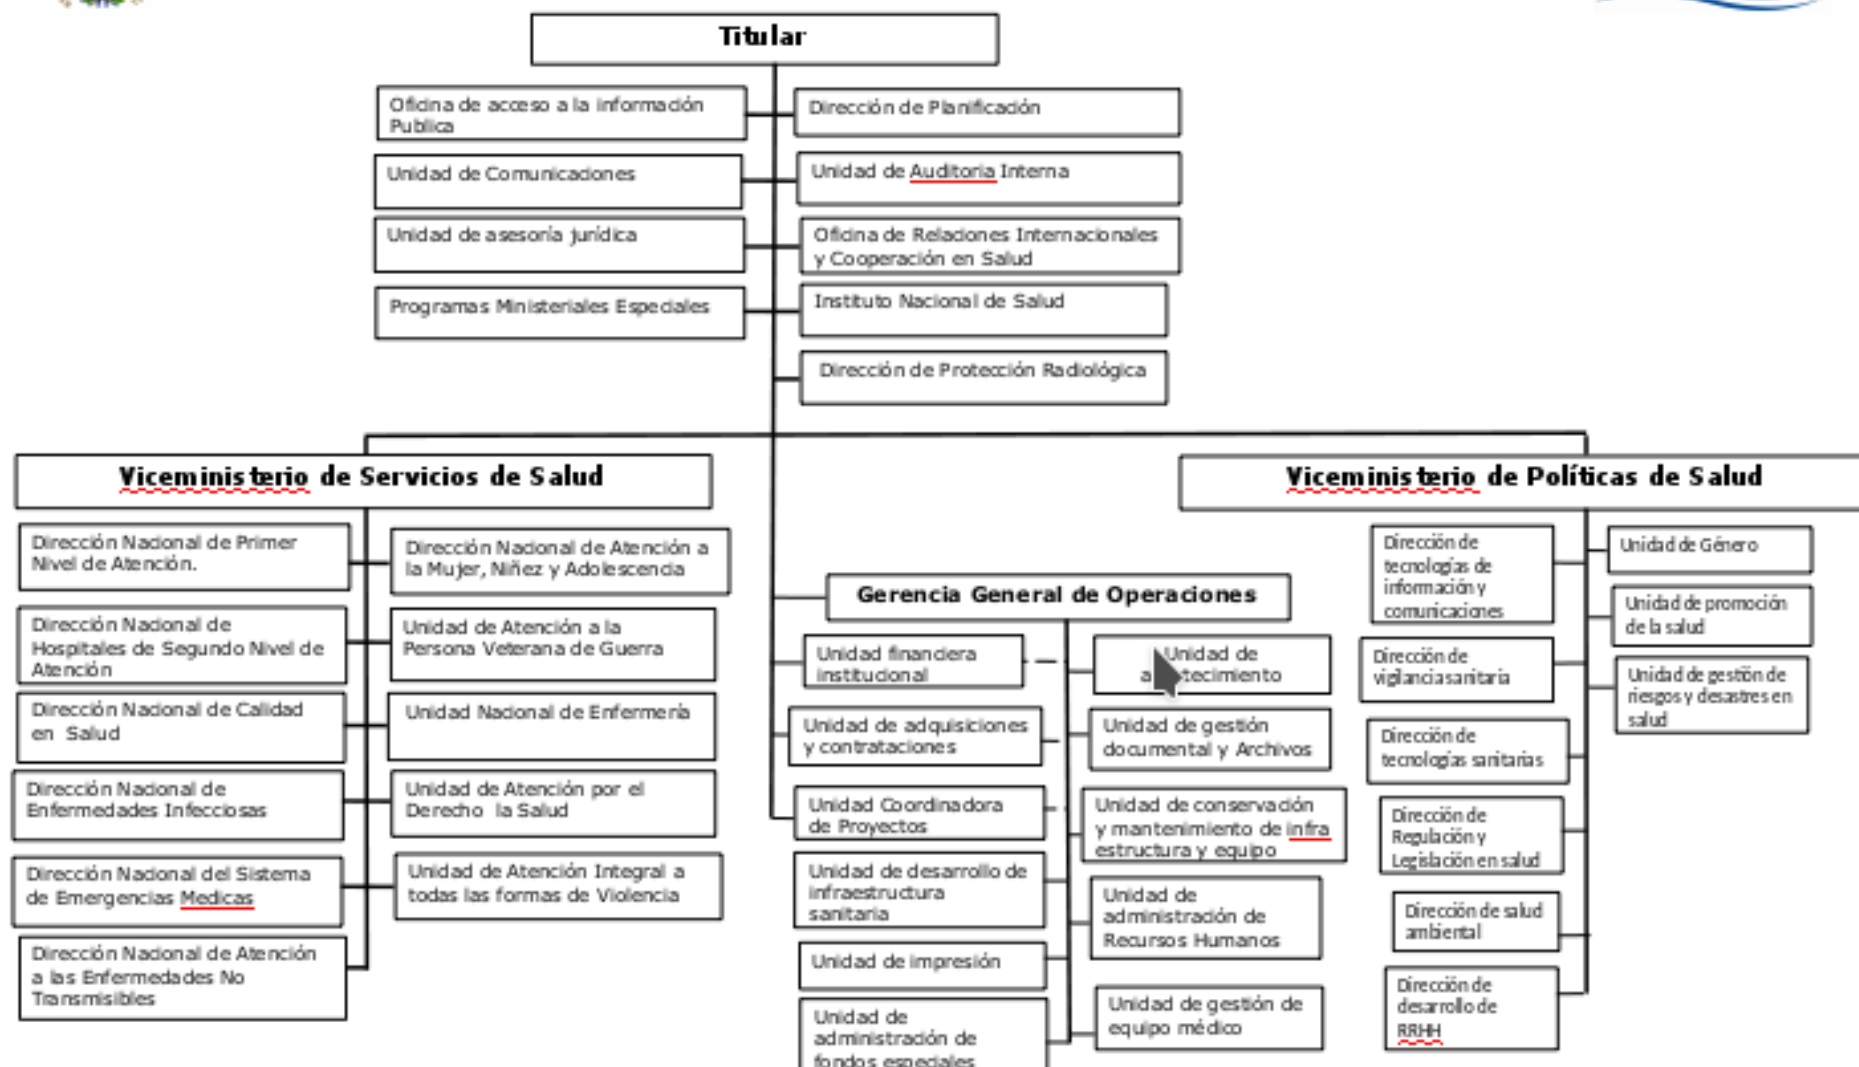 Titular
Oficina de acceso a la información
Publica
Dirección de Planificación
Unidad de Comunicaciones
Unidad de Auditoria Interna
Unidad de asesoría jurídica
Oficina de Relaciones Internacionales
y Cooperación en Salud
Programas Ministeriales Especiales
Instituto Nacional de Salud
Dirección de Protección Radiológica
Viceministerio de Servicios de Salud
Dirección Nacional de Primer
Nivel de Atención.
Dirección Nacional de Atención a
la Mujer, Niñez y Adolescencia
Dirección Nacional de
Hospitales de Segundo Nivel de
Atención
Unidad de Atención a la
Persona Veterana de Guerra
Dirección Nacional de Calidad
en Salud
Unidad Nacional de Enfermería
Dirección Nacional de
Enfermedades Infecciosas
Unidad de Atención por el
Derecho la Salud
Dirección Nacional del Sistema
de Emergencias Medicas
Unidad de Atención Integral a
todas las formas de Violencia
Dirección Nacional de Atención
a las Enfermedades No
Transmisibles
Gerencia General de Operaciones
Unidad financiera
institucional
Unidad de
Unidad de adquisiciones
y contrataciones
Unidad de gestión
documental y Archivos
Unidad Coordinadora
de Proyectos
Unidad de conservación
y mantenimiento de infra
estructura y equipo
Unidad de desarrollo de
infraestructura
sanitaria
Unidad de
administración de
Recursos Humanos
Unidad de impresión
Unidad de gestión de
equipo médico
Unidad de
administración de
fondos especiales
Viceministerio de Políticas de Salud
Dirección de
tecnologías de
información y
comunicaciones
Unidad de Género
Unidad de promoción
de la salud
Dirección de
vigilancia sanitaria
Unidad de gestión de
riesgos y desastres en
salud
Dirección de
tecnologías sanitarias
Dirección de
Regulación y
Legislación en salud
Dirección de salud
ambiental
Dirección de
desarrollo de
RRHH